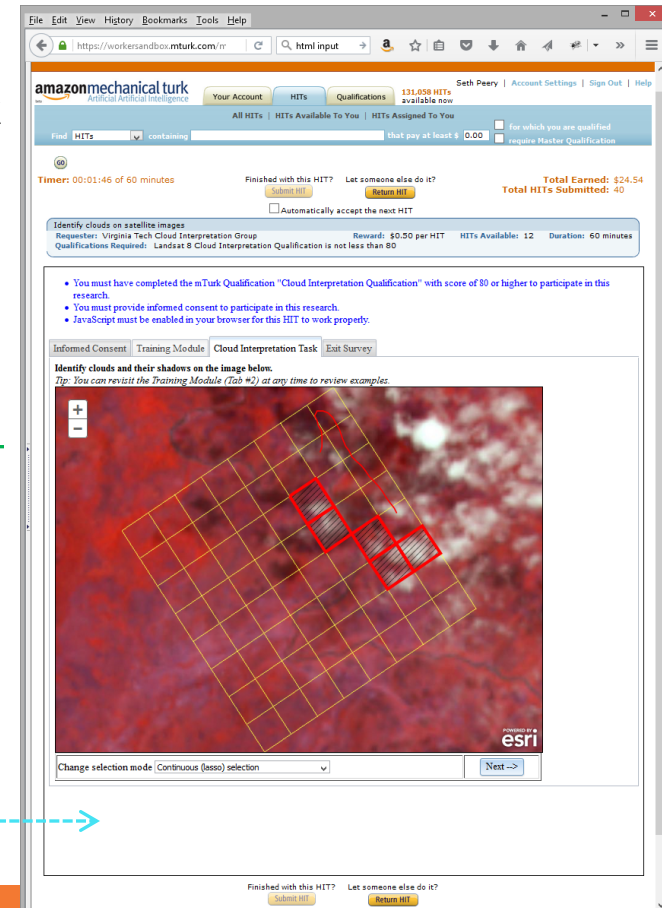 File Edit View History Bookmarks Tools Help
https://workersandbox.mturk.com/m
html input
amazonmechanical turk
Artificial Artificial Intelligence
Your Account HITs Qualifications 131,058 HITs available now
Seth Peery | Account Settings | Sign Out | Help
All HITs | HITs Available To You | HITs Assigned To You
Find HITs containing that pay at least $ 0.00 for which you are qualified
require Master Qualification
GO
Timer: 00:01:46 of 60 minutes
Finished with this HIT? Let someone else do it?
Submit HIT Return HIT
Total Earned: $24.54
Total HITs Submitted: 40
Automatically accept the next HIT
Identify clouds on satellite images
Requester: Virginia Tech Cloud Interpretation Group Reward: $0.50 per HIT HITs Available: 12 Duration: 60 minutes
Qualifications Required: Landsat 8 Cloud Interpretation Qualification is not less than 80
• You must have completed the mTurk Qualification "Cloud Interpretation Qualification" with score of 80 or higher to participate in this
research.
• You must provide informed consent to participate in this research.
• JavaScript must be enabled in your browser for this HIT to work properly.
Informed Consent Training Module Cloud Interpretation Task Exit Survey
Identify clouds and their shadows on the image below.
Tip: You can revisit the Training Module (Tab #2) at any time to review examples.
+
−
POWERED BY
esri
Change selection mode Continuous (lasso) selection Next -->
Finished with this HIT? Let someone else do it?
Submit HIT Return HIT